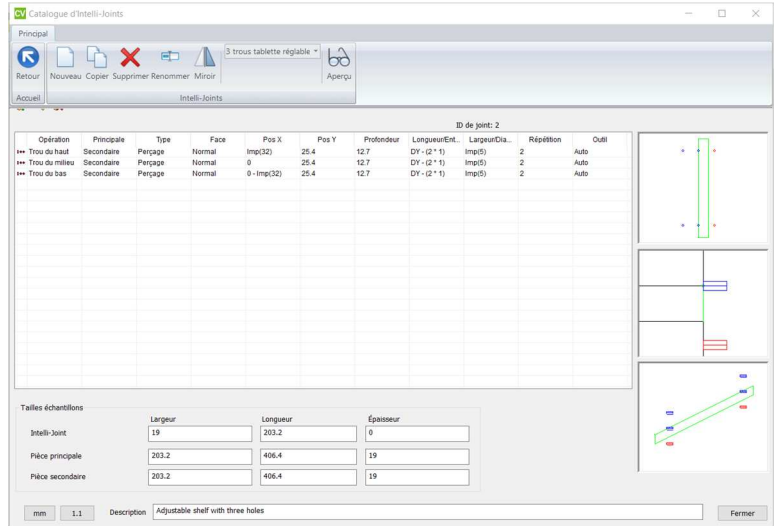 CV Catalogue d'Intelli-Joints
Principal
3 trous tablette réglable
Retour Nouveau Copier Supprimer Renommer Miroir Aperçu
Accueil Intelli-Joints
ID de joint: 2
Opération Principale Type Face Pos X Pos Y Profondeur Longueur/Ent... Largeur/Dia... Répétition Outil
Trou du haut Secondaire Perçage Normal Imp(32) 25.4 12.7 DY - (2 * 1) Imp(5) 2 Auto
Trou du milieu Secondaire Perçage Normal 0 25.4 12.7 DY - (2 * 1) Imp(5) 2 Auto
Trou du bas Secondaire Perçage Normal 0 - Imp(32) 25.4 12.7 DY - (2 * 1) Imp(5) 2 Auto
Tailles échantillons
Largeur Longueur Épaisseur
Intelli-Joint 19 203.2 0
Pièce principale 203.2 406.4 19
Pièce secondaire 203.2 406.4 19
mm 1.1 Description Adjustable shelf with three holes Fermer